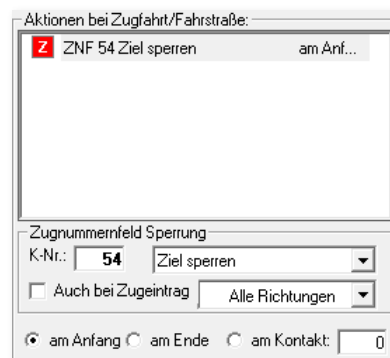 Aktionen bei Zugfahrt/Fahrstraße:
Z ZNF 54 Ziel sperren am Anf...
Zugnummernfeld Sperrung
K-Nr.: 54 Ziel sperren
Auch bei Zugeintrag Alle Richtungen
am Anfang am Ende am Kontakt: 0